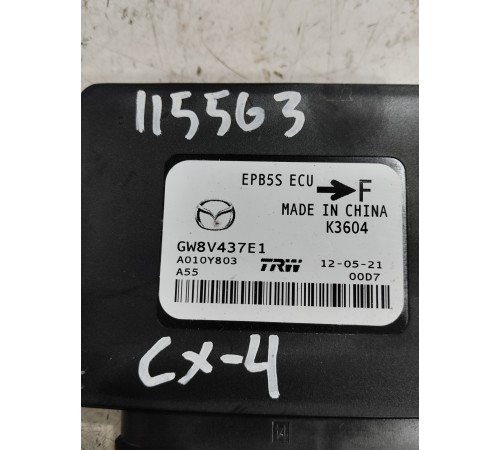 115563
EPB5S ECU → F
MADE IN CHINA
K3604
GW8V437E1
A010Y803 TRW 12-05-21
A55 00D7
CX-4